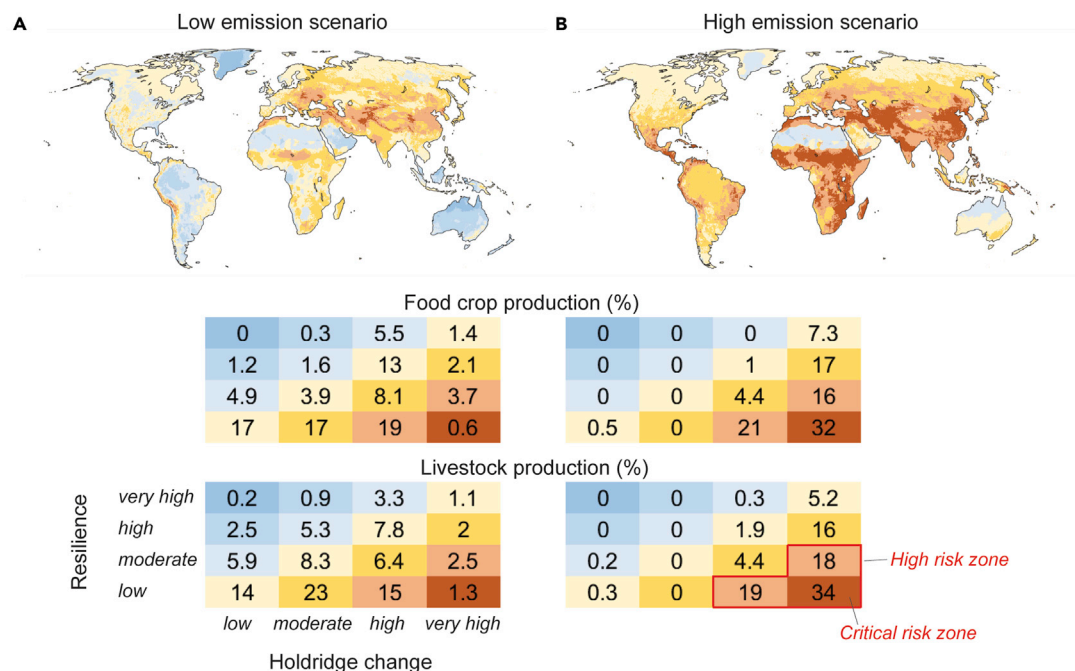 A
Low emission scenario
B
High emission scenario
Food crop production (%)
0 0.3 5.5 1.4 0 0 0 7.3
1.2 1.6 13 2.1 0 0 1 17
4.9 3.9 8.1 3.7 0 0 4.4 16
17 17 19 0.6 0.5 0 21 32
Livestock production (%)
Resilience
very high 0.2 0.9 3.3 1.1 0 0 0.3 5.2
high 2.5 5.3 7.8 2 0 0 1.9 16
moderate 5.9 8.3 6.4 2.5 0.2 0 4.4 18 High risk zone
low 14 23 15 1.3 0.3 0 19 34
low moderate high very high
Critical risk zone
Holdridge change